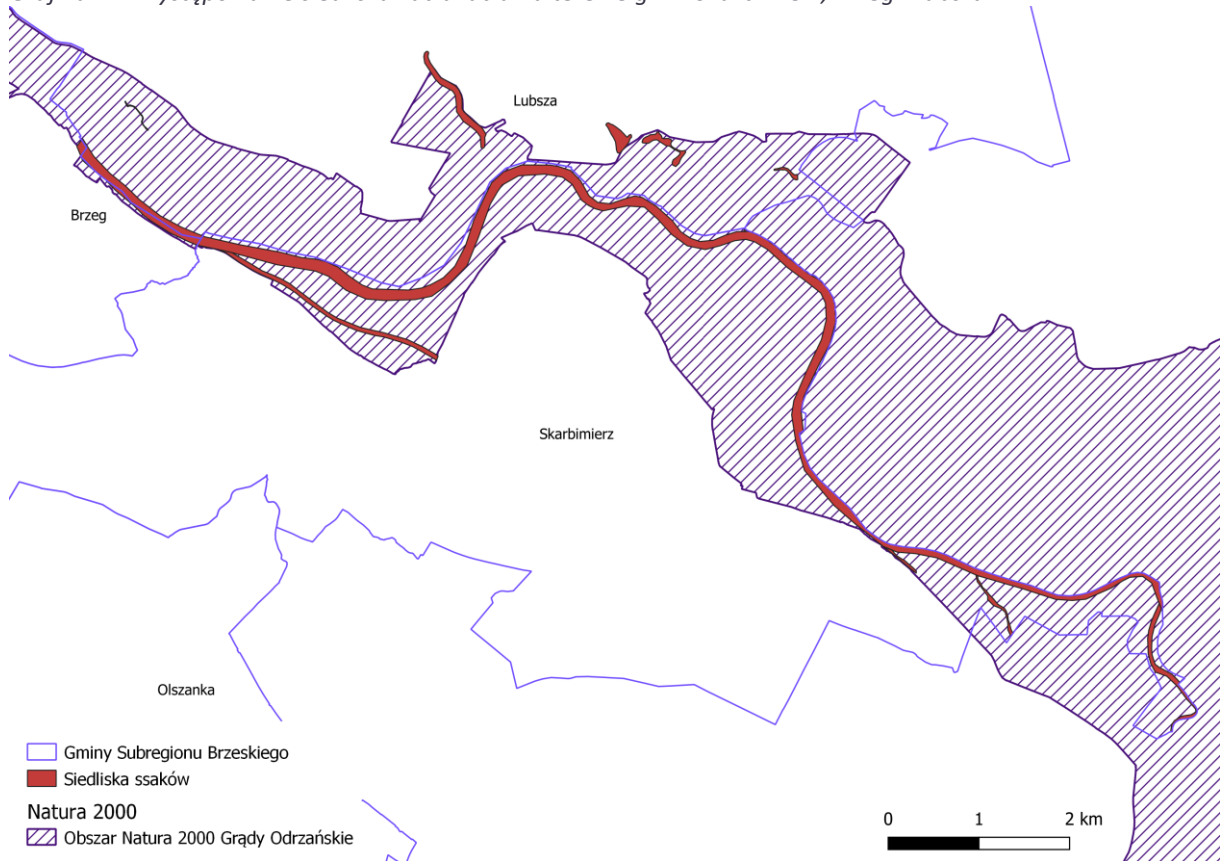 Lubsza
Brzeg
Skarbimierz
Olszanka
Gminy Subregionu Brzeskiego
Siedliska ssaków
Natura 2000
Obszar Natura 2000 Grądy Odrzańskie
0 1 2 km